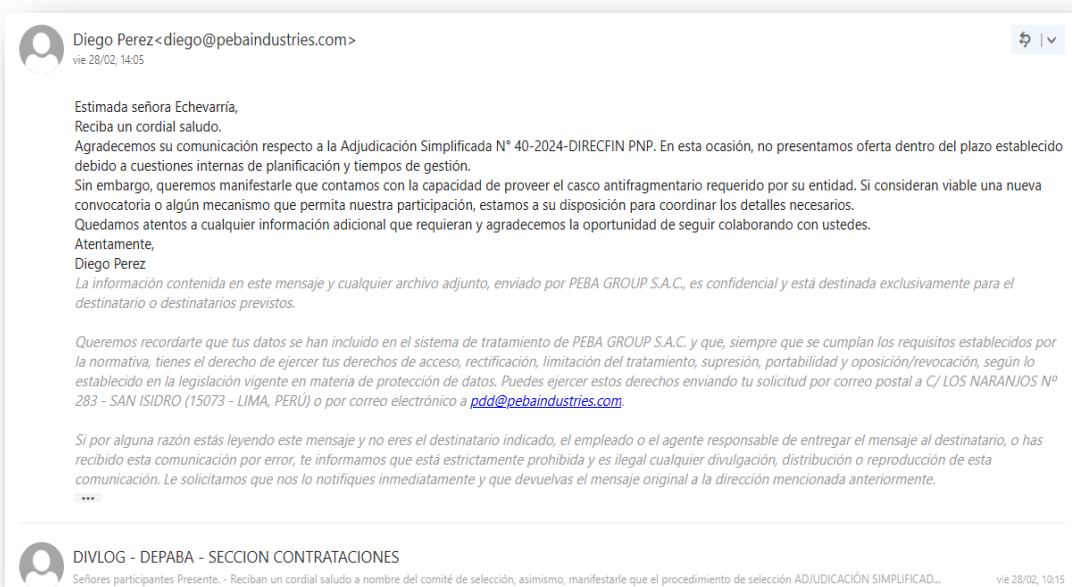 Diego Perez<diego@pebaindustries.com>
vie 28/02, 14:05
Estimada señora Echevarría,
Reciba un cordial saludo.
Agradecemos su comunicación respecto a la Adjudicación Simplificada N° 40-2024-DIRECFIN PNP. En esta ocasión, no presentamos oferta dentro del plazo establecido
debido a cuestiones internas de planificación y tiempos de gestión.
Sin embargo, queremos manifestarle que contamos con la capacidad de proveer el casco antifragmentario requerido por su entidad. Si consideran viable una nueva
convocatoria o algún mecanismo que permita nuestra participación, estamos a su disposición para coordinar los detalles necesarios.
Quedamos atentos a cualquier información adicional que requieran y agradecemos la oportunidad de seguir colaborando con ustedes.
Atentamente,
Diego Perez
La información contenida en este mensaje y cualquier archivo adjunto, enviado por PEBA GROUP S.A.C., es confidencial y está destinada exclusivamente para el
destinatario o destinatarios previstos.
Queremos recordarte que tus datos se han incluido en el sistema de tratamiento de PEBA GROUP S.A.C. y que, siempre que se cumplan los requisitos establecidos por
la normativa, tienes el derecho de ejercer tus derechos de acceso, rectificación, limitación del tratamiento, supresión, portabilidad y oposición/revocación, según lo
establecido en la legislación vigente en materia de protección de datos. Puedes ejercer estos derechos enviando tu solicitud por correo postal a C/ LOS NARANJOS Nº
283 - SAN ISIDRO (15073 - LIMA, PERÚ) o por correo electrónico a pdd@pebaindustries.com.
Si por alguna razón estás leyendo este mensaje y no eres el destinatario indicado, el empleado o el agente responsable de entregar el mensaje al destinatario, o has
recibido esta comunicación por error, te informamos que está estrictamente prohibida y es ilegal cualquier divulgación, distribución o reproducción de esta
comunicación. Le solicitamos que nos lo notifiques inmediatamente y que devuelvas el mensaje original a la dirección mencionada anteriormente.
DIVLOG - DEPABA - SECCION CONTRATACIONES
Señores participantes Presente. - Reciban un cordial saludo a nombre del comité de selección, asimismo, manifestarle que el procedimiento de selección ADJUDICACIÓN SIMPLIFICAD... vie 28/02, 10:15